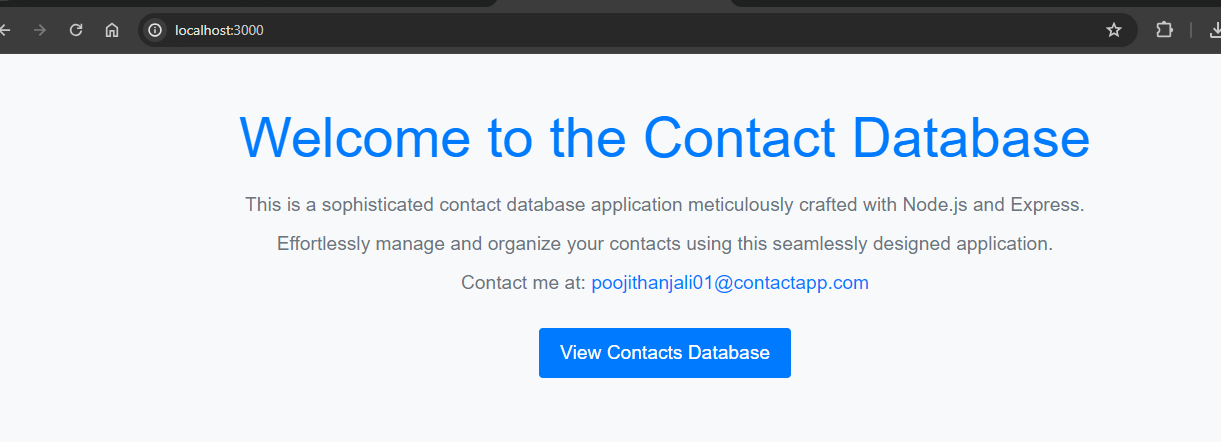 localhost:3000
Welcome to the Contact Database
This is a sophisticated contact database application meticulously crafted with Node.js and Express.
Effortlessly manage and organize your contacts using this seamlessly designed application.
Contact me at: poojithanjali01@contactapp.com
View Contacts Database